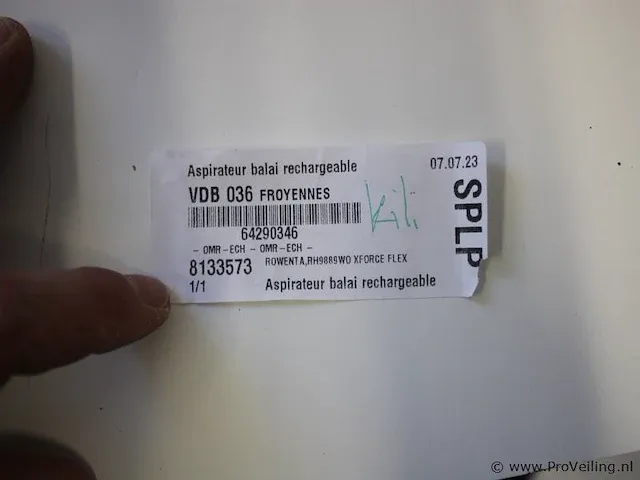 Aspirateur balai rechargeable 07.07.23
VDB 036 FROYENNES
64290346
- OMR-ECH - OMR-ECH -
8133573 ROWENTA,RH9889WO XFORCE FLEX
1/1 Aspirateur balai rechargeable
SPLP
© www.ProVeiling.nl